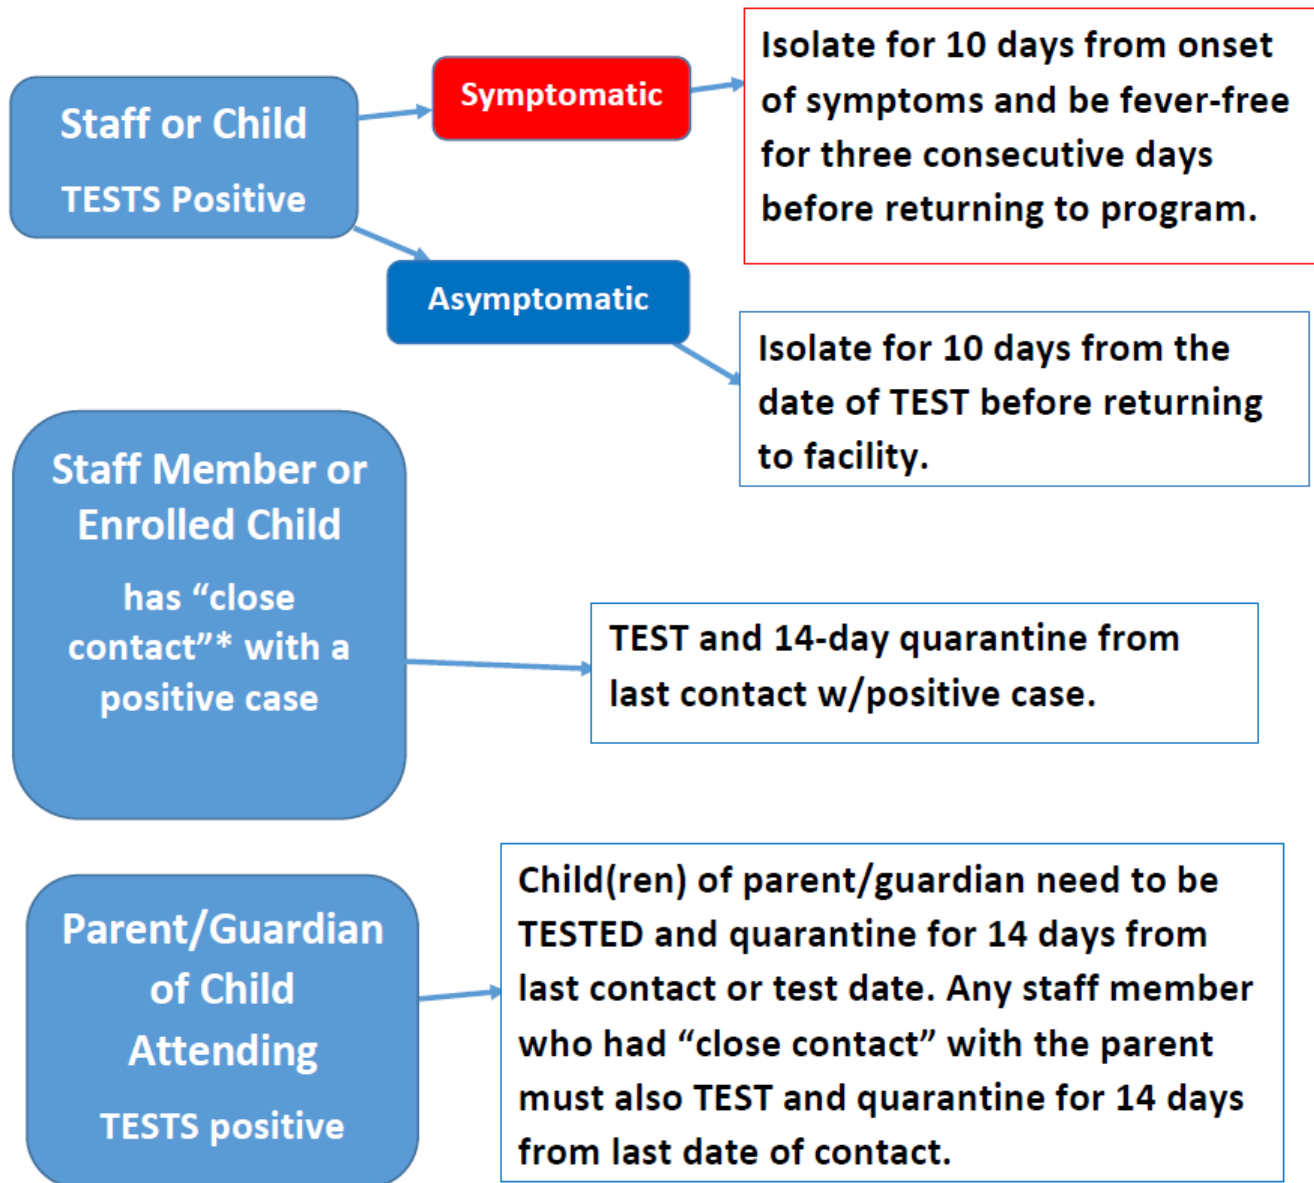 Staff or Child
TESTS Positive
Symptomatic
Isolate for 10 days from onset
of symptoms and be fever-free
for three consecutive days
before returning to program.
Asymptomatic
Isolate for 10 days from the
date of TEST before returning
to facility.
Staff Member or
Enrolled Child
has “close
contact”* with a
positive case
TEST and 14-day quarantine from
last contact w/positive case.
Parent/Guardian
of Child
Attending
TESTS positive
Child(ren) of parent/guardian need to be
TESTED and quarantine for 14 days from
last contact or test date. Any staff member
who had “close contact” with the parent
must also TEST and quarantine for 14 days
from last date of contact.